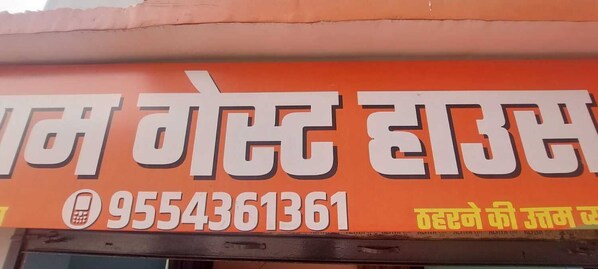 गेस्ट हाउस
9554361361 ठहरने की उत्तम